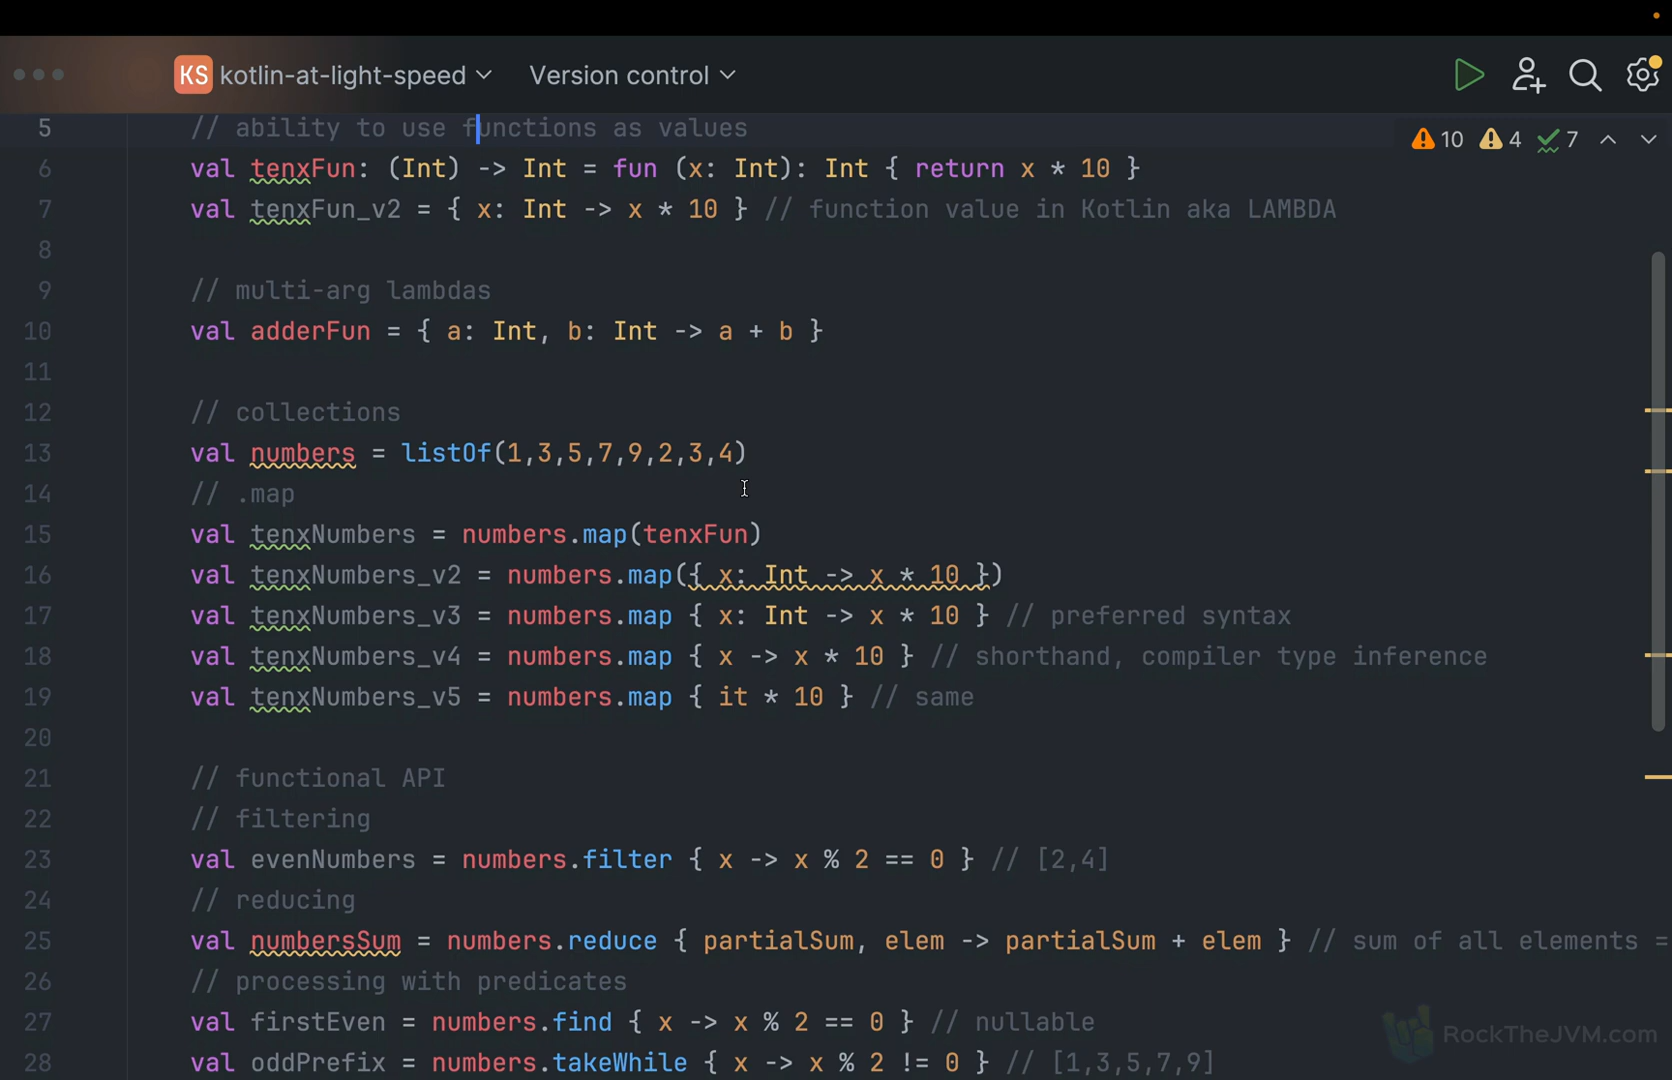 KS kotlin-at-light-speed Version control
5 // ability to use functions as values
10 4 7
6 val tenxFun: (Int) -> Int = fun (x: Int): Int { return x * 10 }
7 val tenxFun_v2 = { x: Int -> x * 10 } // function value in Kotlin aka LAMBDA
8
9 // multi-arg lambdas
10 val adderFun = { a: Int, b: Int -> a + b }
11
12 // collections
13 val numbers = listOf(1,3,5,7,9,2,3,4)
14 // .map
15 val tenxNumbers = numbers.map(tenxFun)
16 val tenxNumbers_v2 = numbers.map({ x: Int -> x * 10 })
17 val tenxNumbers_v3 = numbers.map { x: Int -> x * 10 } // preferred syntax
18 val tenxNumbers_v4 = numbers.map { x -> x * 10 } // shorthand, compiler type inference
19 val tenxNumbers_v5 = numbers.map { it * 10 } // same
20
21 // functional API
22 // filtering
23 val evenNumbers = numbers.filter { x -> x % 2 == 0 } // [2,4]
24 // reducing
25 val numbersSum = numbers.reduce { partialSum, elem -> partialSum + elem } // sum of all elements =
26 // processing with predicates
27 val firstEven = numbers.find { x -> x % 2 == 0 } // nullable
28 val oddPrefix = numbers.takeWhile { x -> x % 2 != 0 } // [1,3,5,7,9]
RockTheJVM.com